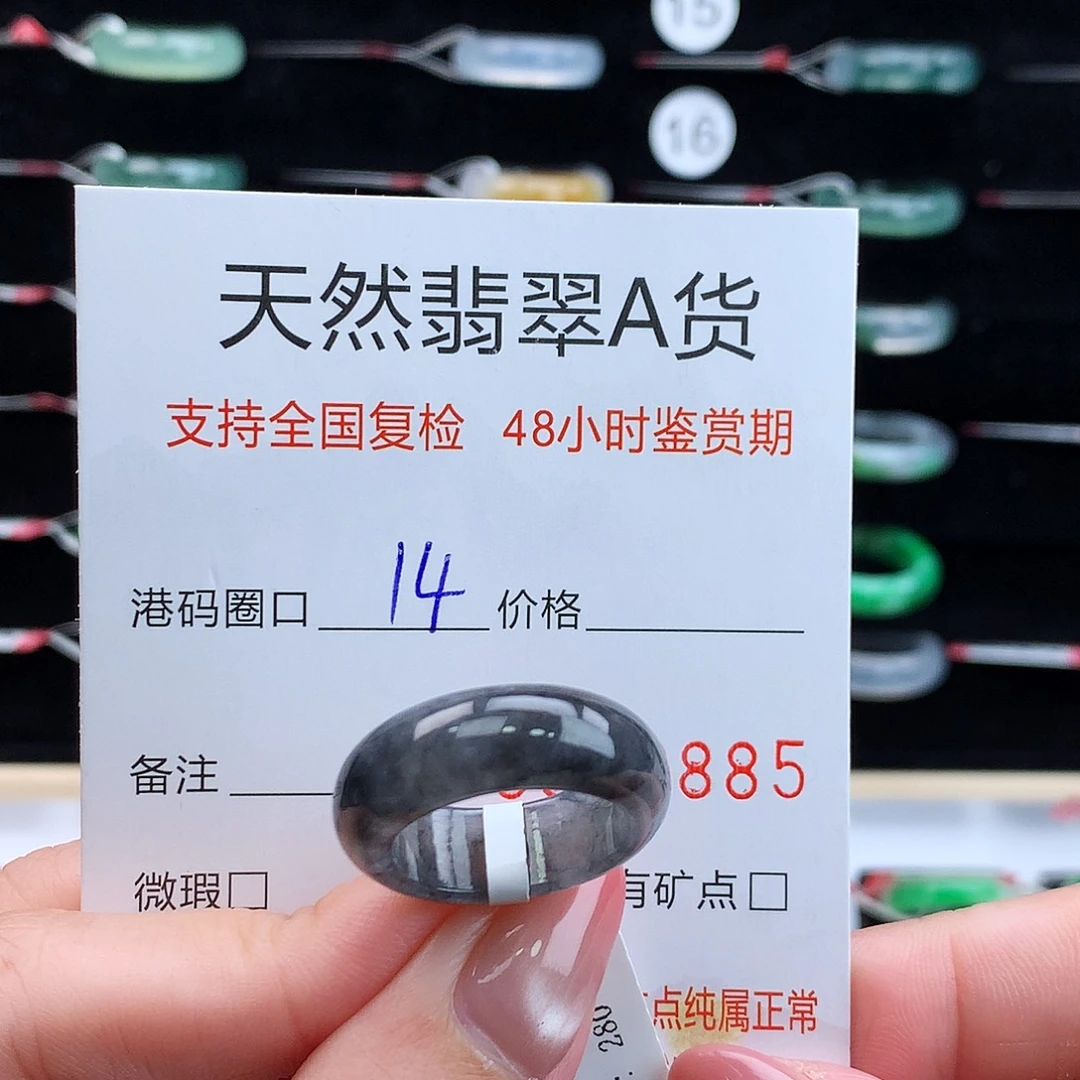 15
16
天然翡翠A货
支持全国复检 48小时鉴赏期
港码圈口 14 价格
备注 885
微瑕□ 有矿点□
点纯属正常
280